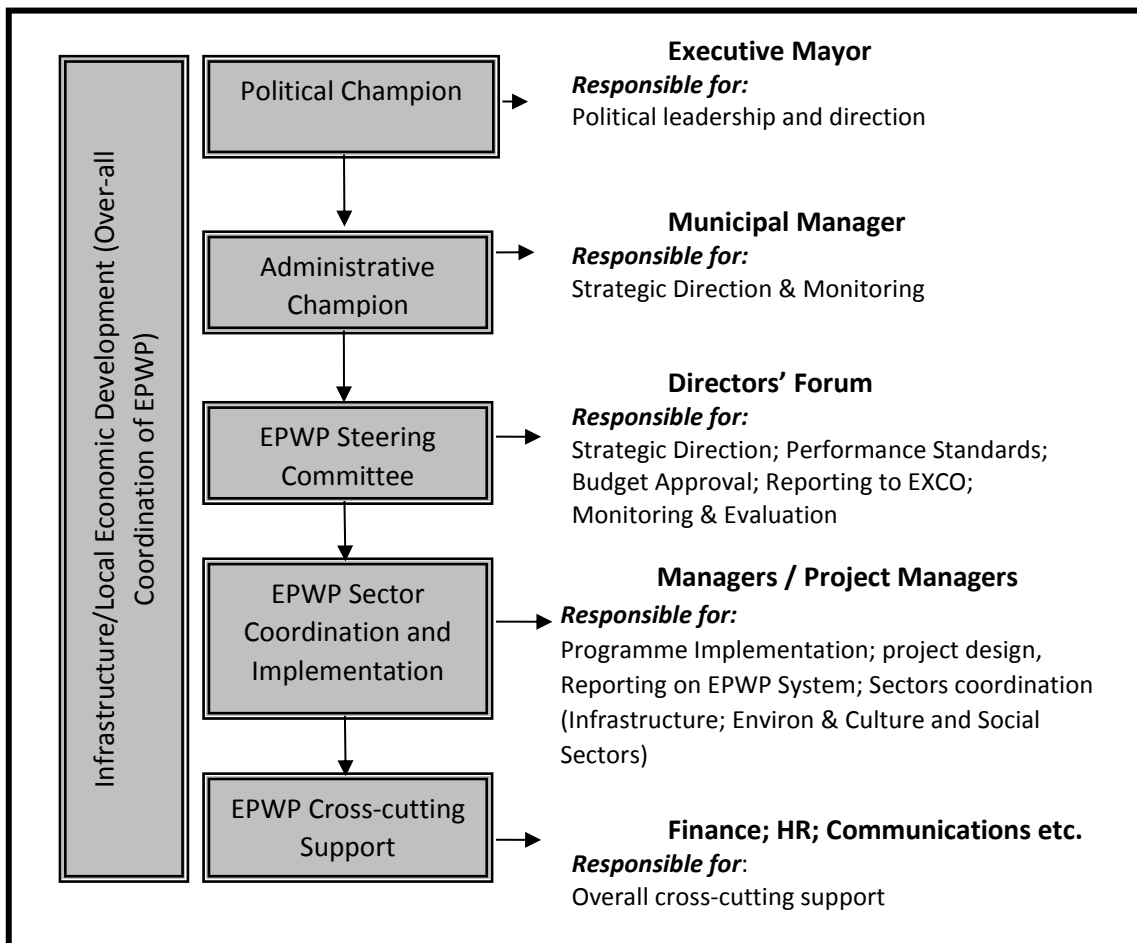 Infrastructure/Local Economic Development (Over-all
Coordination of EPWP)
Political Champion
Executive Mayor
Responsible for:
Political leadership and direction
Administrative
Champion
Municipal Manager
Responsible for:
Strategic Direction & Monitoring
EPWP Steering
Committee
Directors’ Forum
Responsible for:
Strategic Direction; Performance Standards;
Budget Approval; Reporting to EXCO;
Monitoring & Evaluation
EPWP Sector
Coordination and
Implementation
Managers / Project Managers
Responsible for:
Programme Implementation; project design,
Reporting on EPWP System; Sectors coordination
(Infrastructure; Environ & Culture and Social
Sectors)
EPWP Cross-cutting
Support
Finance; HR; Communications etc.
Responsible for:
Overall cross-cutting support